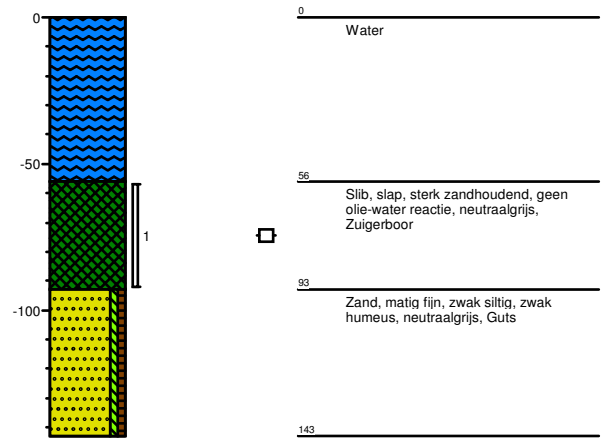 0
0
Water
-50
56
Slib, slap, sterk zandhoudend, geen
olie-water reactie, neutraalgrijs,
Zuigerboor
1
93
Zand, matig fijn, zwak siltig, zwak
humeus, neutraalgrijs, Guts
-100
143